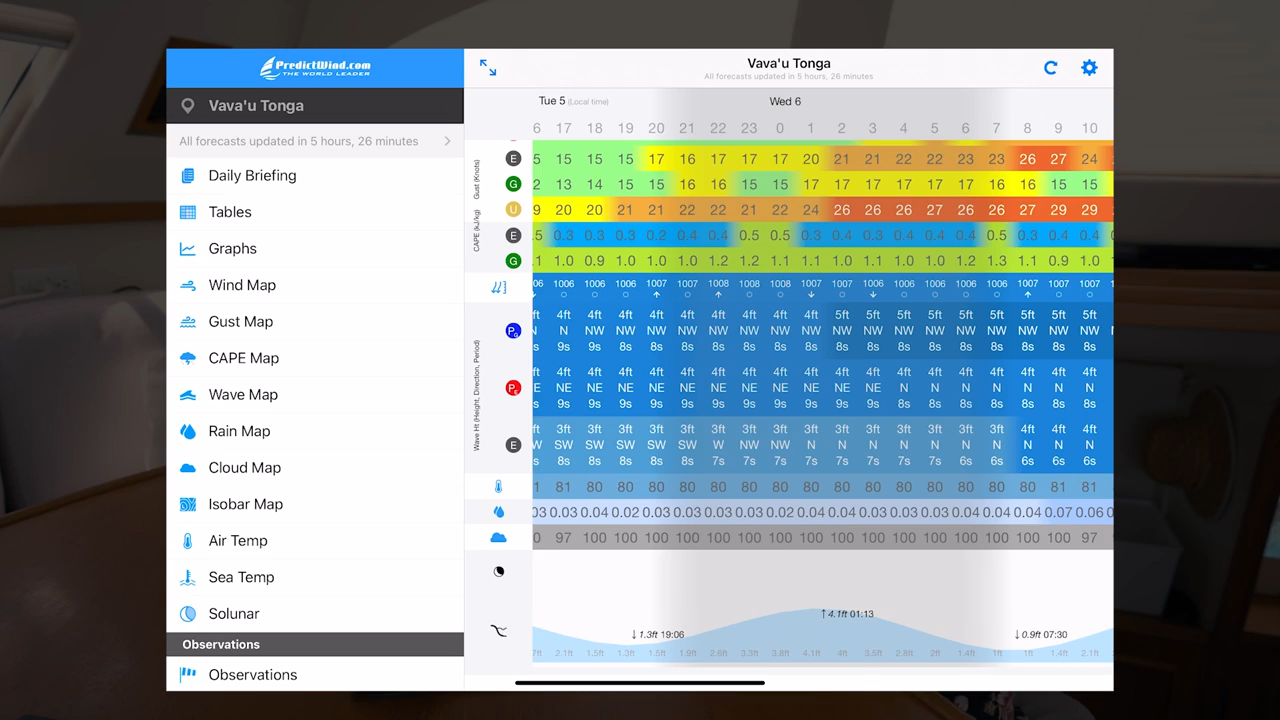 PredictWind.com
THE WORLD LEADER
Vava'u Tonga
All forecasts updated in 5 hours, 26 minutes
Daily Briefing
Tables
Graphs
Wind Map
Gust Map
CAPE Map
Wave Map
Rain Map
Cloud Map
Isobar Map
Air Temp
Sea Temp
Solunar
Observations
Observations
Vava'u Tonga
All forecasts updated in 5 hours, 26 minutes
Tue 5 (Local time) Wed 6
6 17 18 19 20 21 22 23 0 1 2 3 4 5 6 7 8 9 10
Gust (Knots)
E 5 15 15 15 17 16 17 17 17 20 21 21 22 22 23 23 26 27 24
G 2 13 14 15 15 16 16 15 15 17 17 17 17 17 17 16 16 15 15
U 9 20 20 21 21 22 22 21 22 24 26 26 26 27 26 26 27 29 29
CAPE (kJ/kg)
E .5 0.3 0.3 0.3 0.2 0.4 0.4 0.5 0.5 0.3 0.4 0.3 0.4 0.4 0.4 0.5 0.3 0.4 0.4
G .1 1.0 0.9 1.0 1.0 1.0 1.2 1.2 1.1 1.1 1.0 1.1 1.0 1.0 1.2 1.3 1.1 0.9 1.0
06 1006 1006 1006 1007 1007 1008 1008 1008 1007 1007 1006 1006 1006 1006 1006 1007 1007 1007
Wave Ht (Height, Direction, Period)
ft 4ft 4ft 4ft 4ft 4ft 4ft 4ft 4ft 4ft 5ft 5ft 5ft 5ft 5ft 5ft 5ft 5ft 5ft
PG N N NW NW NW NW NW NW NW NW NW NW NW NW NW NW NW NW NW
s 9s 9s 9s 8s 8s 8s 8s 8s 8s 8s 8s 8s 8s 8s 8s 8s 8s 8s
ft 4ft 4ft 4ft 4ft 4ft 4ft 4ft 4ft 4ft 4ft 4ft 4ft 4ft 4ft 4ft 4ft 4ft 4ft
PE E NE NE NE NE NE NE NE NE NE NE NE N N N N N N N
s 9s 9s 9s 9s 9s 9s 9s 8s 8s 8s 8s 8s 8s 8s 8s 8s 8s 8s
ft 3ft 3ft 3ft 3ft 3ft 3ft 3ft 3ft 3ft 3ft 3ft 3ft 3ft 3ft 3ft 4ft 4ft 4ft
E W SW SW SW SW SW W NW NW N N N N N N N N N N
s 8s 8s 8s 8s 8s 7s 7s 7s 7s 7s 7s 7s 7s 6s 6s 6s 6s 6s
1 81 80 80 80 80 80 80 80 80 80 80 80 80 80 80 80 81 81
03 0.03 0.04 0.02 0.03 0.03 0.03 0.03 0.02 0.04 0.04 0.03 0.03 0.03 0.04 0.04 0.04 0.07 0.06 0
0 97 100 100 100 100 100 100 100 100 100 100 100 100 100 100 100 100 97
↑ 4.1ft 01:13
↓ 1.3ft 19:06 ↓ 0.9ft 07:30
7ft 2.1ft 1.5ft 1.3ft 1.5ft 1.9ft 2.6ft 3.3ft 3.8ft 4.1ft 4ft 3.5ft 2.8ft 2ft 1.4ft 1ft 1ft 1.4ft 2.1ft